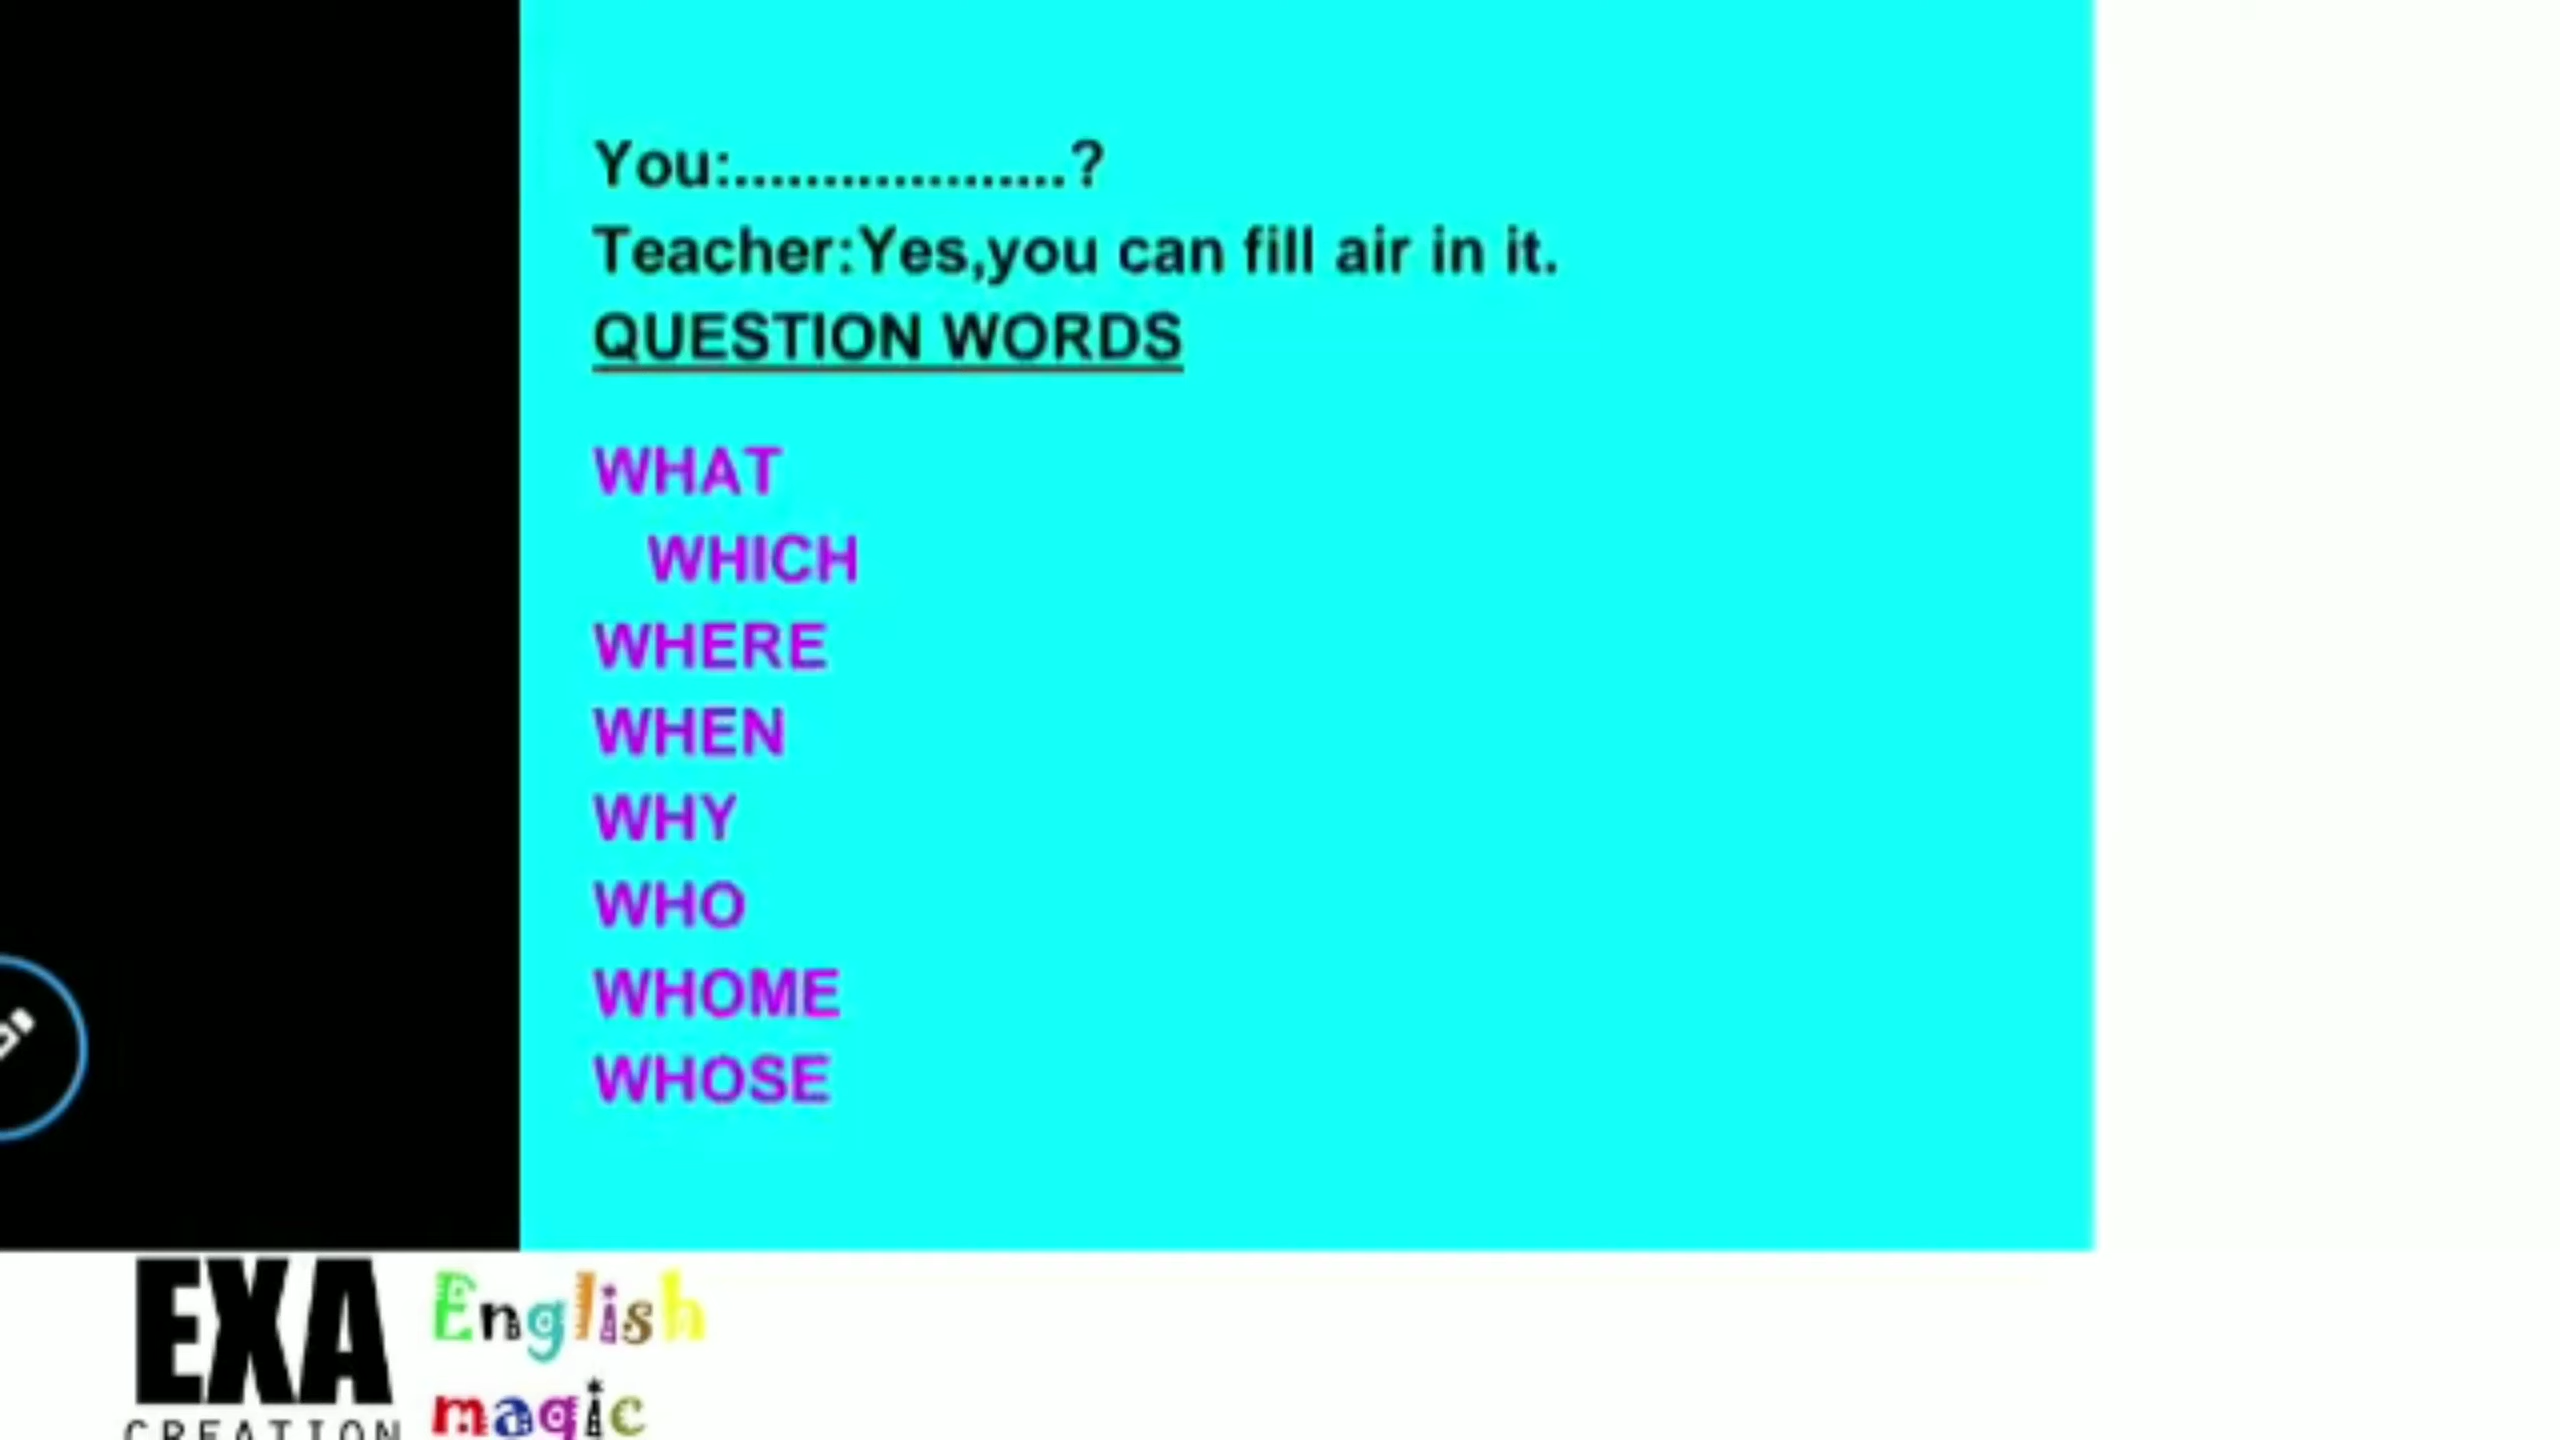 You:...................?
Teacher:Yes,you can fill air in it.
QUESTION WORDS
WHAT
WHICH
WHERE
WHEN
WHY
WHO
WHOME
WHOSE
EXA
CREATION
English
magic